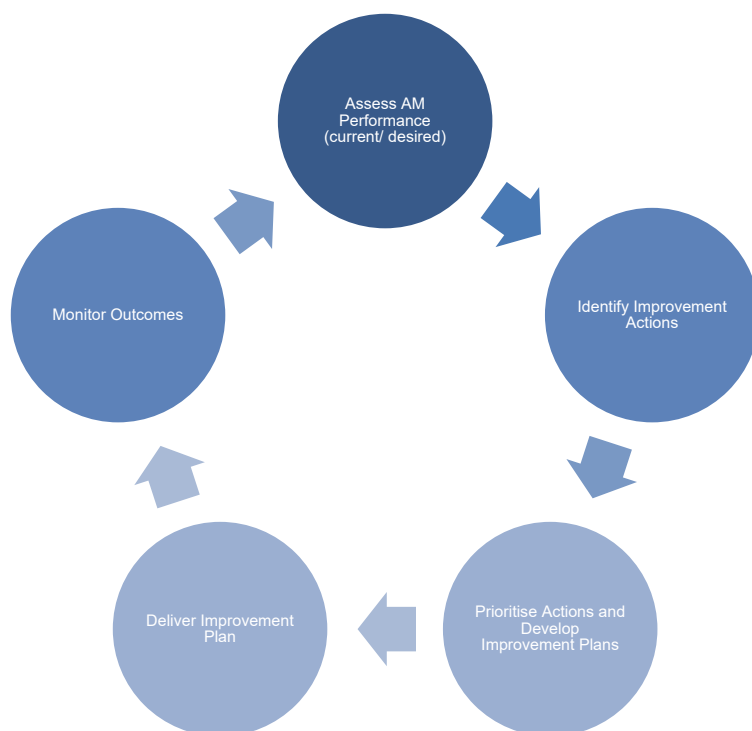 Assess AM
Performance
(current/ desired)
Identify Improvement
Actions
Prioritise Actions and
Develop
Improvement Plans
Deliver Improvement
Plan
Monitor Outcomes